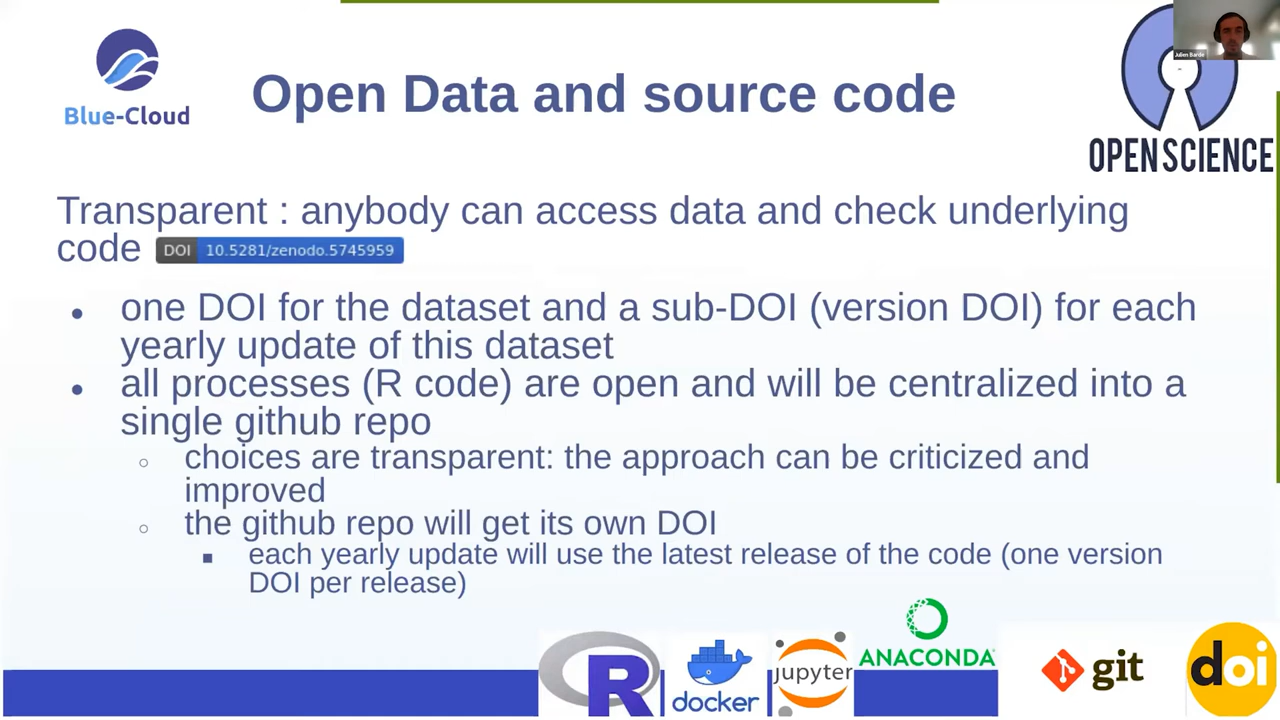 Julien Barde
Blue-Cloud
Open Data and source code
OPEN SCIENCE
Transparent : anybody can access data and check underlying
code DOI 10.5281/zenodo.5745959
• one DOI for the dataset and a sub-DOI (version DOI) for each
yearly update of this dataset
• all processes (R code) are open and will be centralized into a
single github repo
○ choices are transparent: the approach can be criticized and
improved
○ the github repo will get its own DOI
■ each yearly update will use the latest release of the code (one version
DOI per release)
R
docker
jupyter
ANACONDA
git
doi